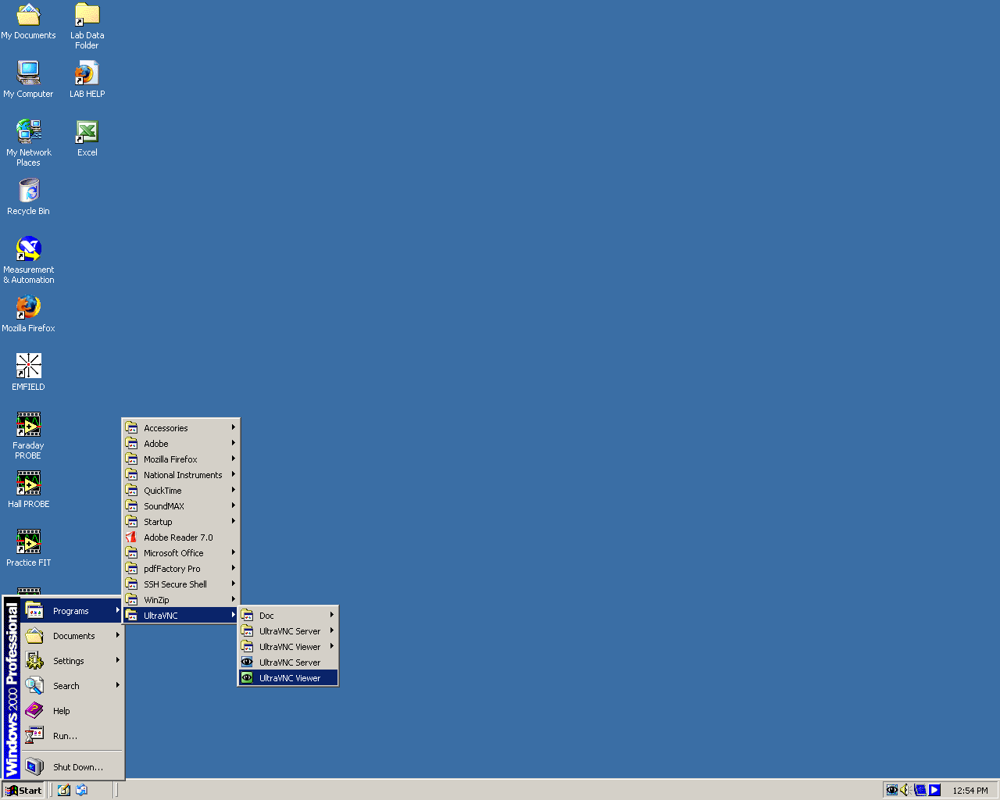 My Documents
Lab Data
Folder
My Computer
LAB HELP
My Network
Places
Excel
Recycle Bin
Measurement
& Automation
Mozilla Firefox
EMFIELD
Faraday
PROBE
Hall PROBE
Practice FIT
Accessories
Adobe
Mozilla Firefox
National Instruments
QuickTime
SoundMAX
Startup
Adobe Reader 7.0
Microsoft Office
pdfFactory Pro
SSH Secure Shell
WinZip
UltraVNC
Doc
UltraVNC Server
UltraVNC Viewer
UltraVNC Server
UltraVNC Viewer
Windows 2000 Professional
Programs
Documents
Settings
Search
Help
Run...
Shut Down...
Start
12:54 PM